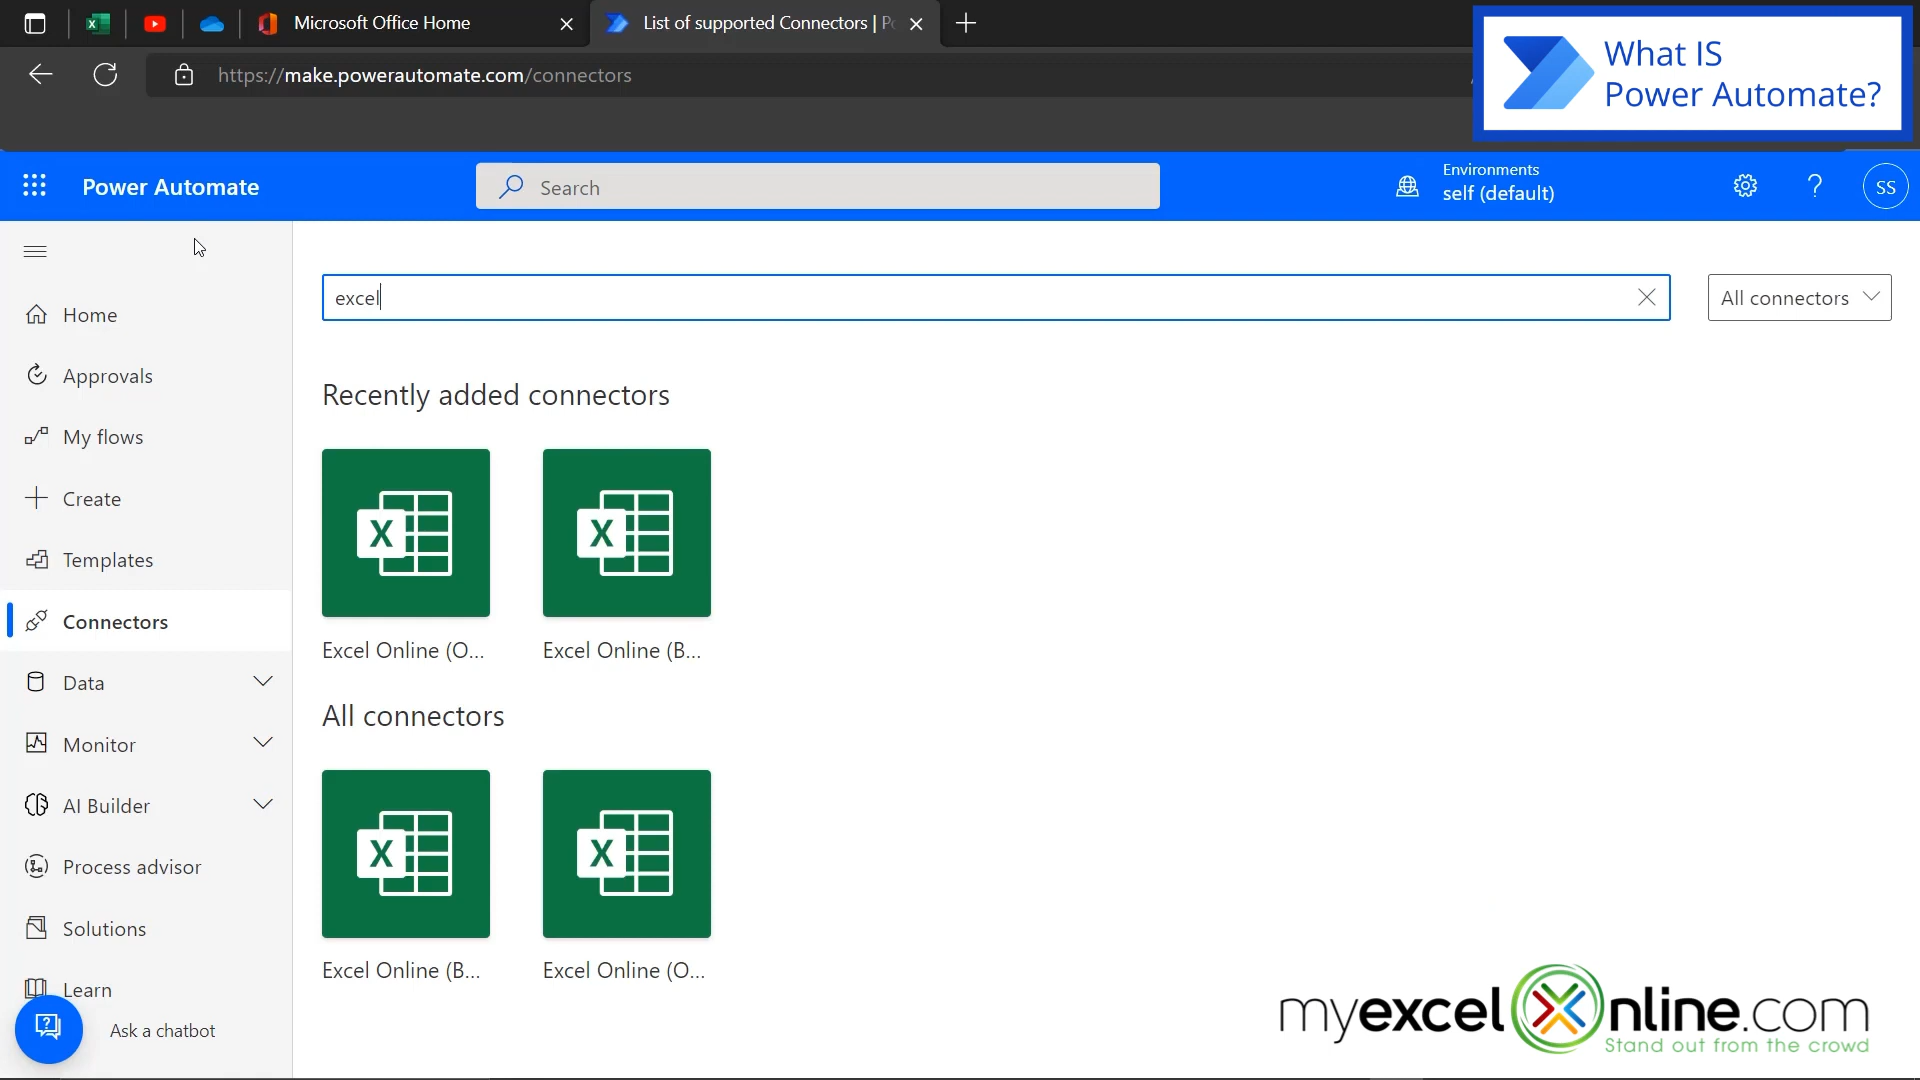 Microsoft Office Home
List of supported Connectors | P
https://make.powerautomate.com/connectors
What IS
Power Automate?
Power Automate
Search
Environments
self (default)
SS
excel
All connectors
Home
Approvals
My flows
Create
Templates
Connectors
Data
Monitor
AI Builder
Process advisor
Solutions
Learn
Ask a chatbot
Recently added connectors
Excel Online (O...
Excel Online (B...
All connectors
Excel Online (B...
Excel Online (O...
myexcelOnline.com
Stand out from the crowd